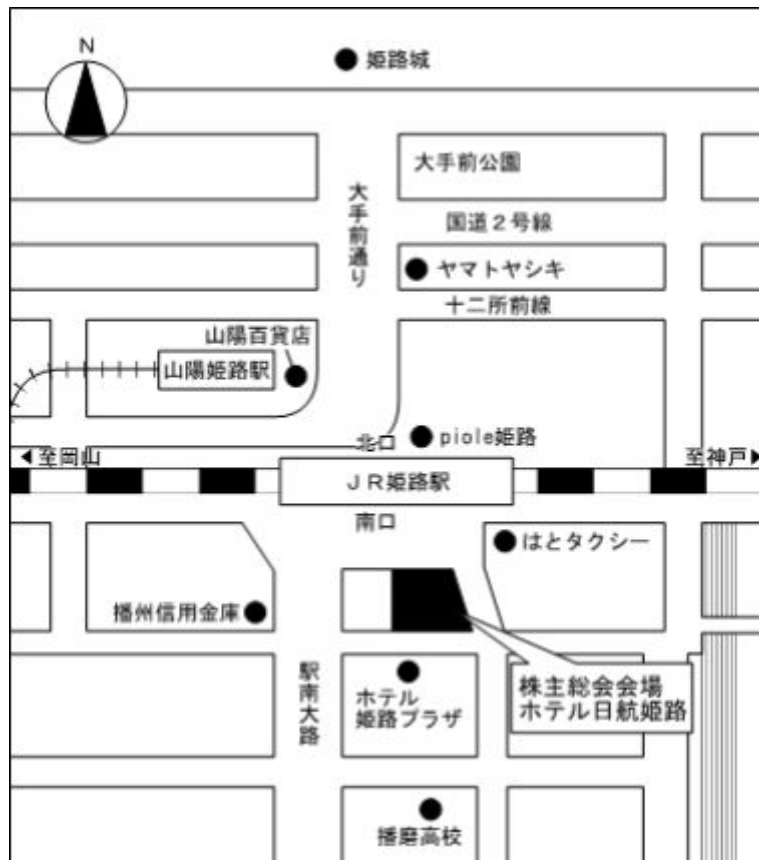 N
姫路城
大手前公園
大手前通り
国道２号線
ヤマトヤシキ
十二所前線
山陽百貨店
山陽姫路駅
北口
piole姫路
至岡山
至神戸
ＪＲ姫路駅
南口
はとタクシー
播州信用金庫
駅南大路
ホテル
姫路プラザ
株主総会会場
ホテル日航姫路
播磨高校